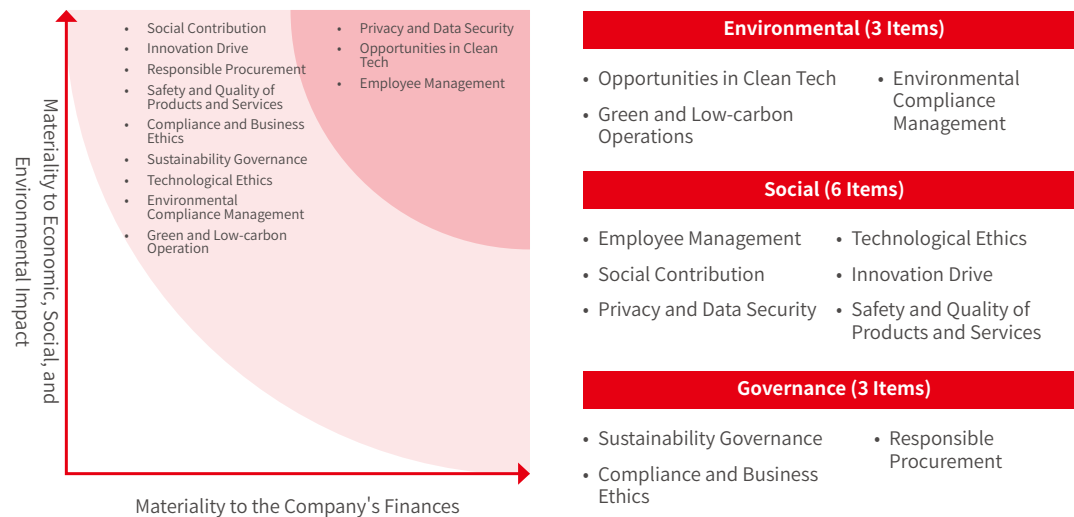 Materiality to Economic, Social, and
Environmental Impact
• Social Contribution
• Innovation Drive
• Responsible Procurement
• Safety and Quality of
Products and Services
• Compliance and Business
Ethics
• Sustainability Governance
• Technological Ethics
• Environmental
Compliance Management
• Green and Low-carbon
Operation
• Privacy and Data Security
• Opportunities in Clean
Tech
• Employee Management
Materiality to the Company's Finances
Environmental (3 Items)
• Opportunities in Clean Tech
• Green and Low-carbon
Operations
• Environmental
Compliance
Management
Social (6 Items)
• Employee Management
• Social Contribution
• Privacy and Data Security
• Technological Ethics
• Innovation Drive
• Safety and Quality of
Products and Services
Governance (3 Items)
• Sustainability Governance
• Compliance and Business
Ethics
• Responsible
Procurement